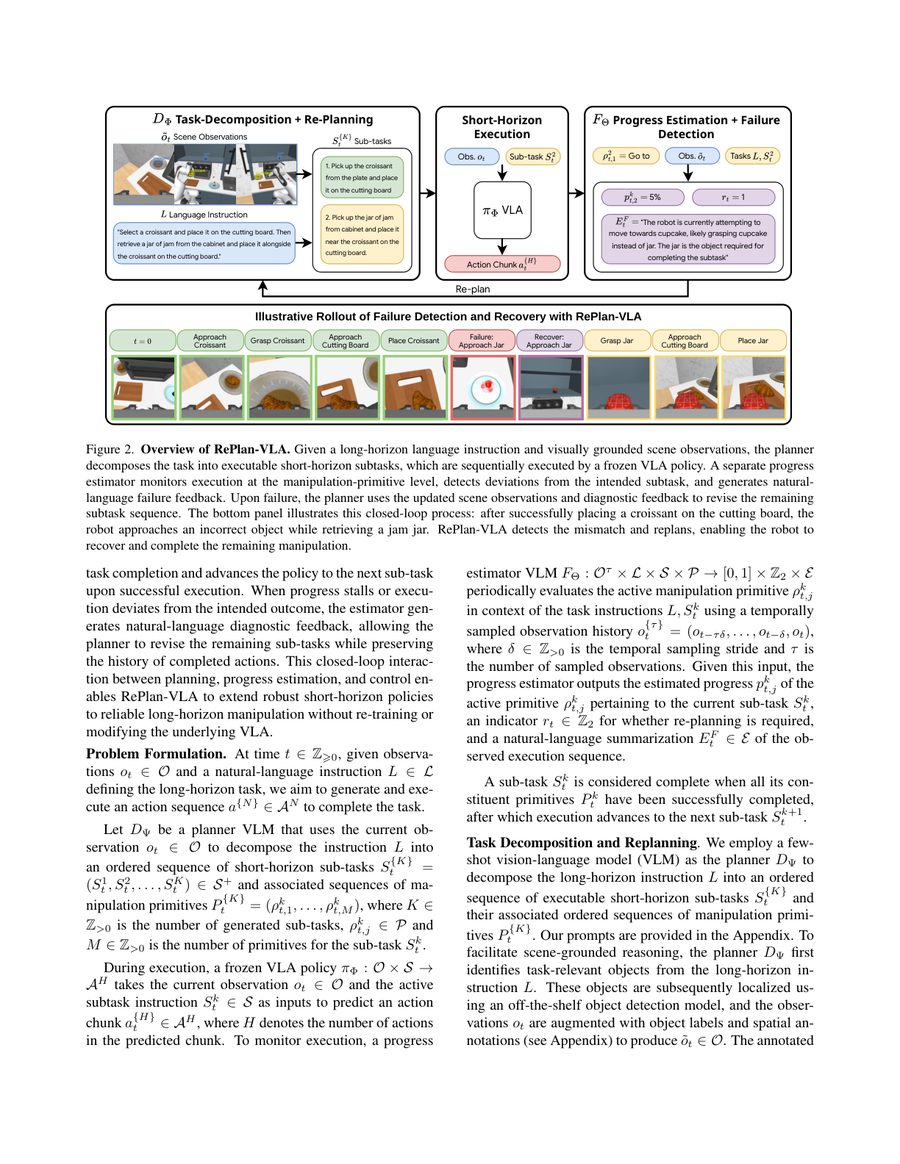 D_Φ Task-Decomposition + Re-Planning
õ_t Scene Observations
S_t^{K} Sub-tasks
1. Pick up the croissant
from the plate and place
it on the cutting board
L Language Instruction
"Select a croissant and place it on the cutting board. Then
retrieve a jar of jam from the cabinet and place it alongside
the croissant on the cutting board."
2. Pick up the jar of jam
from cabinet and place it
near the croissant on the
cutting board.
Short-Horizon
Execution
Obs. o_t
Sub-task S_t^2
π_Φ VLA
Action Chunk a_t^{H}
F_Θ Progress Estimation + Failure
Detection
ρ_{t,1}^2 = Go to
Obs. õ_t
Tasks L, S_t^2
p_{t,2}^k = 5%
r_t = 1
E_t^F = "The robot is currently attempting to
move towards cupcake, likely grasping cupcake
instead of jar. The jar is the object required for
completing the subtask"
Re-plan
Illustrative Rollout of Failure Detection and Recovery with RePlan-VLA
t = 0
Approach
Croissant
Grasp Croissant
Approach
Cutting Board
Place Croissant
Failure:
Approach Jar
Recover:
Approach Jar
Grasp Jar
Approach
Cutting Board
Place Jar
Figure 2. Overview of RePlan-VLA. Given a long-horizon language instruction and visually grounded scene observations, the planner
decomposes the task into executable short-horizon subtasks, which are sequentially executed by a frozen VLA policy. A separate progress
estimator monitors execution at the manipulation-primitive level, detects deviations from the intended subtask, and generates natural-
language failure feedback. Upon failure, the planner uses the updated scene observations and diagnostic feedback to revise the remaining
subtask sequence. The bottom panel illustrates this closed-loop process: after successfully placing a croissant on the cutting board, the
robot approaches an incorrect object while retrieving a jam jar. RePlan-VLA detects the mismatch and replans, enabling the robot to
recover and complete the remaining manipulation.
task completion and advances the policy to the next sub-task
upon successful execution. When progress stalls or execu-
tion deviates from the intended outcome, the estimator gen-
erates natural-language diagnostic feedback, allowing the
planner to revise the remaining sub-tasks while preserving
the history of completed actions. This closed-loop interac-
tion between planning, progress estimation, and control en-
ables RePlan-VLA to extend robust short-horizon policies
to reliable long-horizon manipulation without re-training or
modifying the underlying VLA.
Problem Formulation. At time t ∈ ℤ_{⩾0}, given observa-
tions o_t ∈ 𝒪 and a natural-language instruction L ∈ ℒ
defining the long-horizon task, we aim to generate and exe-
cute an action sequence a^{N} ∈ 𝒜^N to complete the task.
Let D_Ψ be a planner VLM that uses the current ob-
servation o_t ∈ 𝒪 to decompose the instruction L into
an ordered sequence of short-horizon sub-tasks S_t^{K} =
(S_t^1, S_t^2, . . . , S_t^K) ∈ 𝒮^+ and associated sequences of ma-
nipulation primitives P_t^{K} = (ρ_{t,1}^k, . . . , ρ_{t,M}^k), where K ∈
ℤ_{>0} is the number of generated sub-tasks, ρ_{t,j}^k ∈ 𝒫 and
M ∈ ℤ_{>0} is the number of primitives for the sub-task S_t^k.
During execution, a frozen VLA policy π_Φ : 𝒪 × 𝒮 →
𝒜^H takes the current observation o_t ∈ 𝒪 and the active
subtask instruction S_t^k ∈ 𝒮 as inputs to predict an action
chunk a_t^{H} ∈ 𝒜^H, where H denotes the number of actions
in the predicted chunk. To monitor execution, a progress
estimator VLM F_Θ : 𝒪^τ × ℒ × 𝒮 × 𝒫 → [0, 1] × ℤ_2 × ℰ
periodically evaluates the active manipulation primitive ρ_{t,j}^k
in context of the task instructions L, S_t^k using a temporally
sampled observation history o_t^{τ} = (o_{t−τδ}, . . . , o_{t−δ}, o_t),
where δ ∈ ℤ_{>0} is the temporal sampling stride and τ is
the number of sampled observations. Given this input, the
progress estimator outputs the estimated progress p_{t,j}^k of the
active primitive ρ_{t,j}^k pertaining to the current sub-task S_t^k,
an indicator r_t ∈ ℤ_2 for whether re-planning is required,
and a natural-language summarization E_t^F ∈ ℰ of the ob-
served execution sequence.
A sub-task S_t^k is considered complete when all its con-
stituent primitives P_t^k have been successfully completed,
after which execution advances to the next sub-task S_t^{k+1}.
Task Decomposition and Replanning. We employ a few-
shot vision-language model (VLM) as the planner D_Ψ to
decompose the long-horizon instruction L into an ordered
sequence of executable short-horizon sub-tasks S_t^{K} and
their associated ordered sequences of manipulation primi-
tives P_t^{K}. Our prompts are provided in the Appendix. To
facilitate scene-grounded reasoning, the planner D_Ψ first
identifies task-relevant objects from the long-horizon in-
struction L. These objects are subsequently localized us-
ing an off-the-shelf object detection model, and the obser-
vations o_t are augmented with object labels and spatial an-
notations (see Appendix) to produce õ_t ∈ 𝒪. The annotated